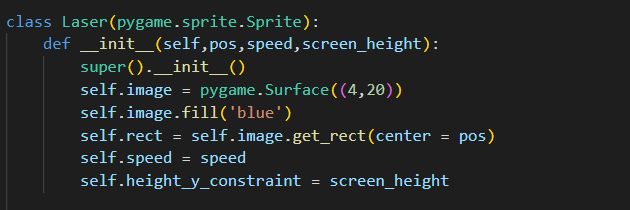 class Laser(pygame.sprite.Sprite):
    def __init__(self,pos,speed,screen_height):
        super().__init__()
        self.image = pygame.Surface((4,20))
        self.image.fill('blue')
        self.rect = self.image.get_rect(center = pos)
        self.speed = speed
        self.height_y_constraint = screen_height